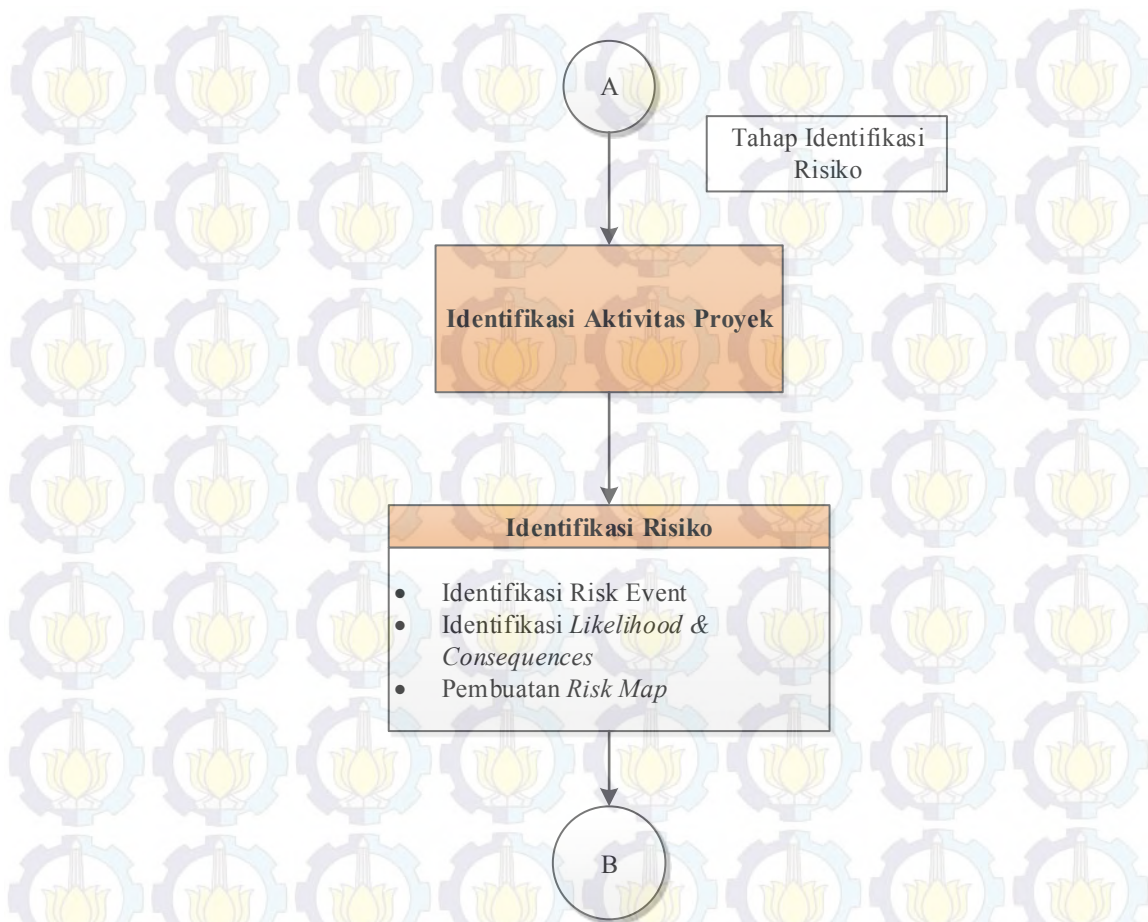 A
Tahap Identifikasi
Risiko
Identifikasi Aktivitas Proyek
Identifikasi Risiko
• Identifikasi Risk Event
• Identifikasi Likelihood &
Consequences
• Pembuatan Risk Map
B